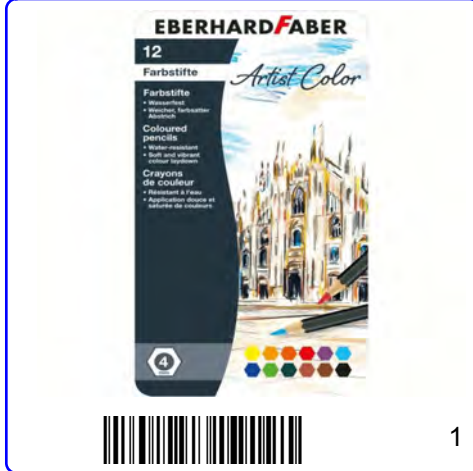 EBERHARDFABER
12
Farbstifte
Artist Color
Farbstifte
• Wasserfest
• Weicher, farbsatter
Abstrich
Coloured
pencils
• Water-resistant
• Soft and vibrant
colour laydown
Crayons
de couleur
• Résistant à l'eau
• Application douce et
saturée de couleurs
4
1